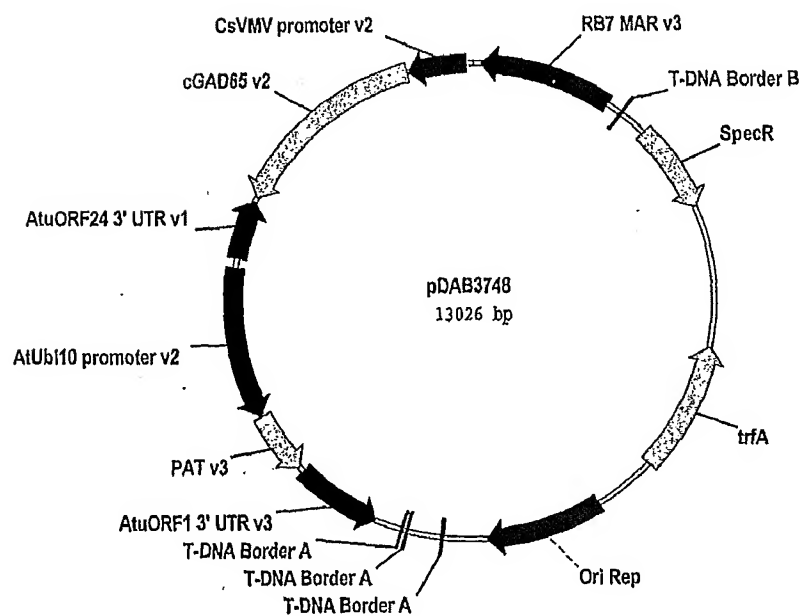 CsVMV promoter v2
RB7 MAR v3
cGAD65 v2
T-DNA Border B
SpecR
AtuORF24 3' UTR v1
pDAB3748
13026 bp
AtUbi10 promoter v2
trfA
PAT v3
AtuORF1 3' UTR v3
T-DNA Border A
T-DNA Border A
T-DNA Border A
Ori Rep